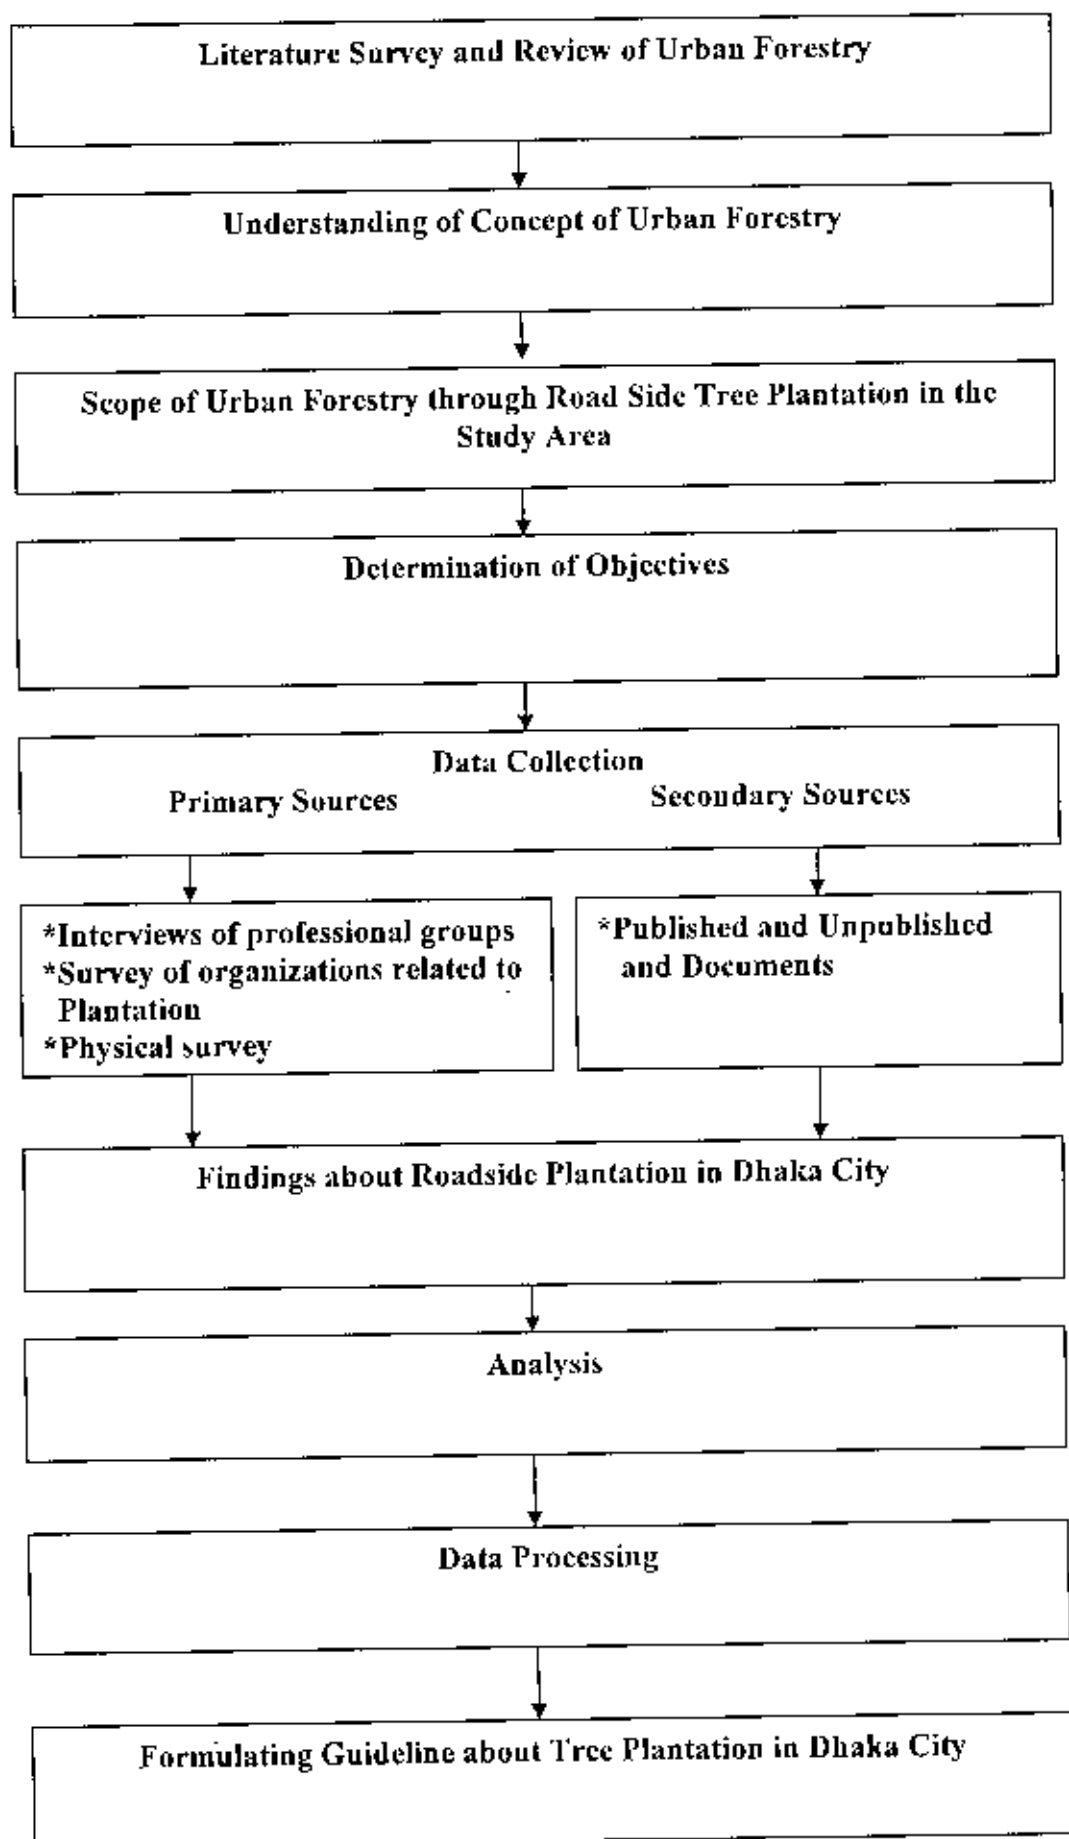 Literature Survey and Review of Urban Forestry
Understanding of Concept of Urban Forestry
Scope of Urban Forestry through Road Side Tree Plantation in the
Study Area
Determination of Objectives
Data Collection
Primary Sources
Secondary Sources
*Interviews of professional groups
*Survey of organizations related to
Plantation
*Physical survey
*Published and Unpublished
and Documents
Findings about Roadside Plantation in Dhaka City
Analysis
Data Processing
Formulating Guideline about Tree Plantation in Dhaka City